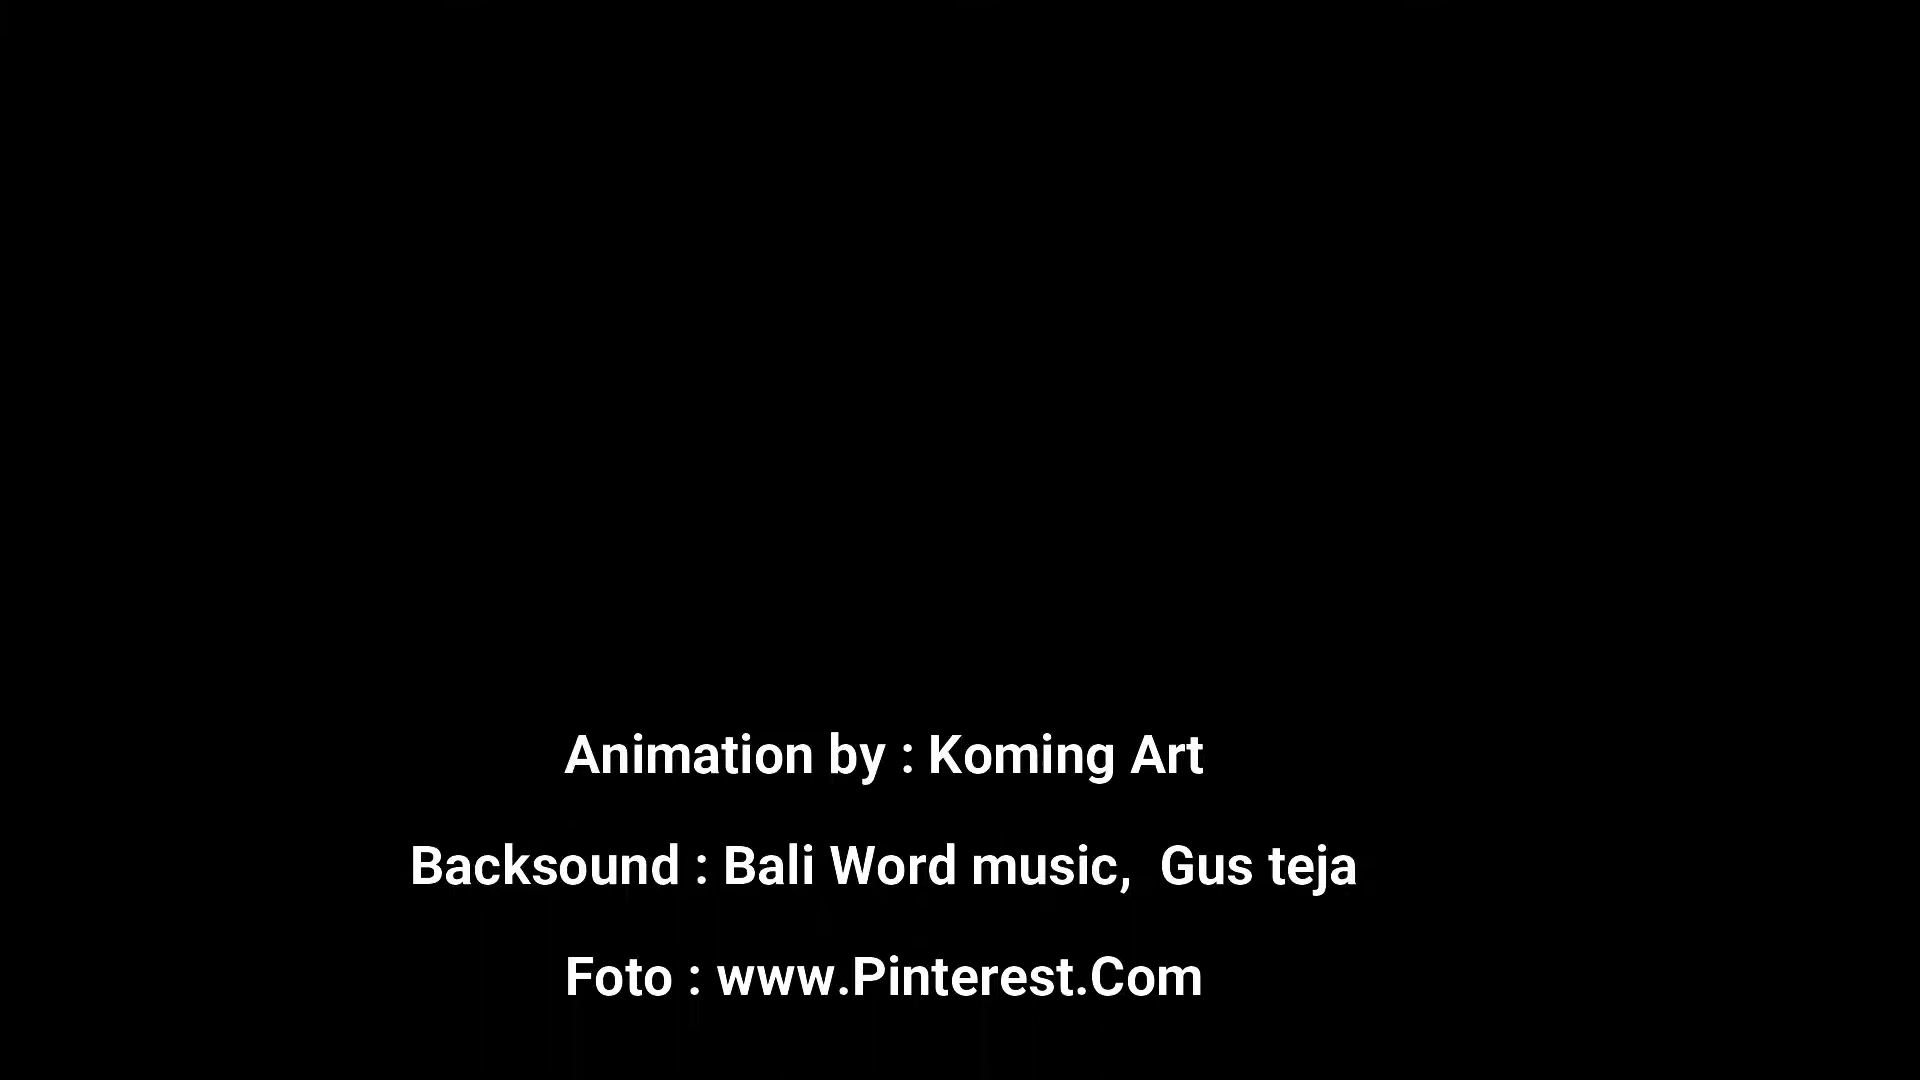 Animation by : Koming Art
Backsound : Bali Word music,  Gus teja
Foto : www.Pinterest.Com